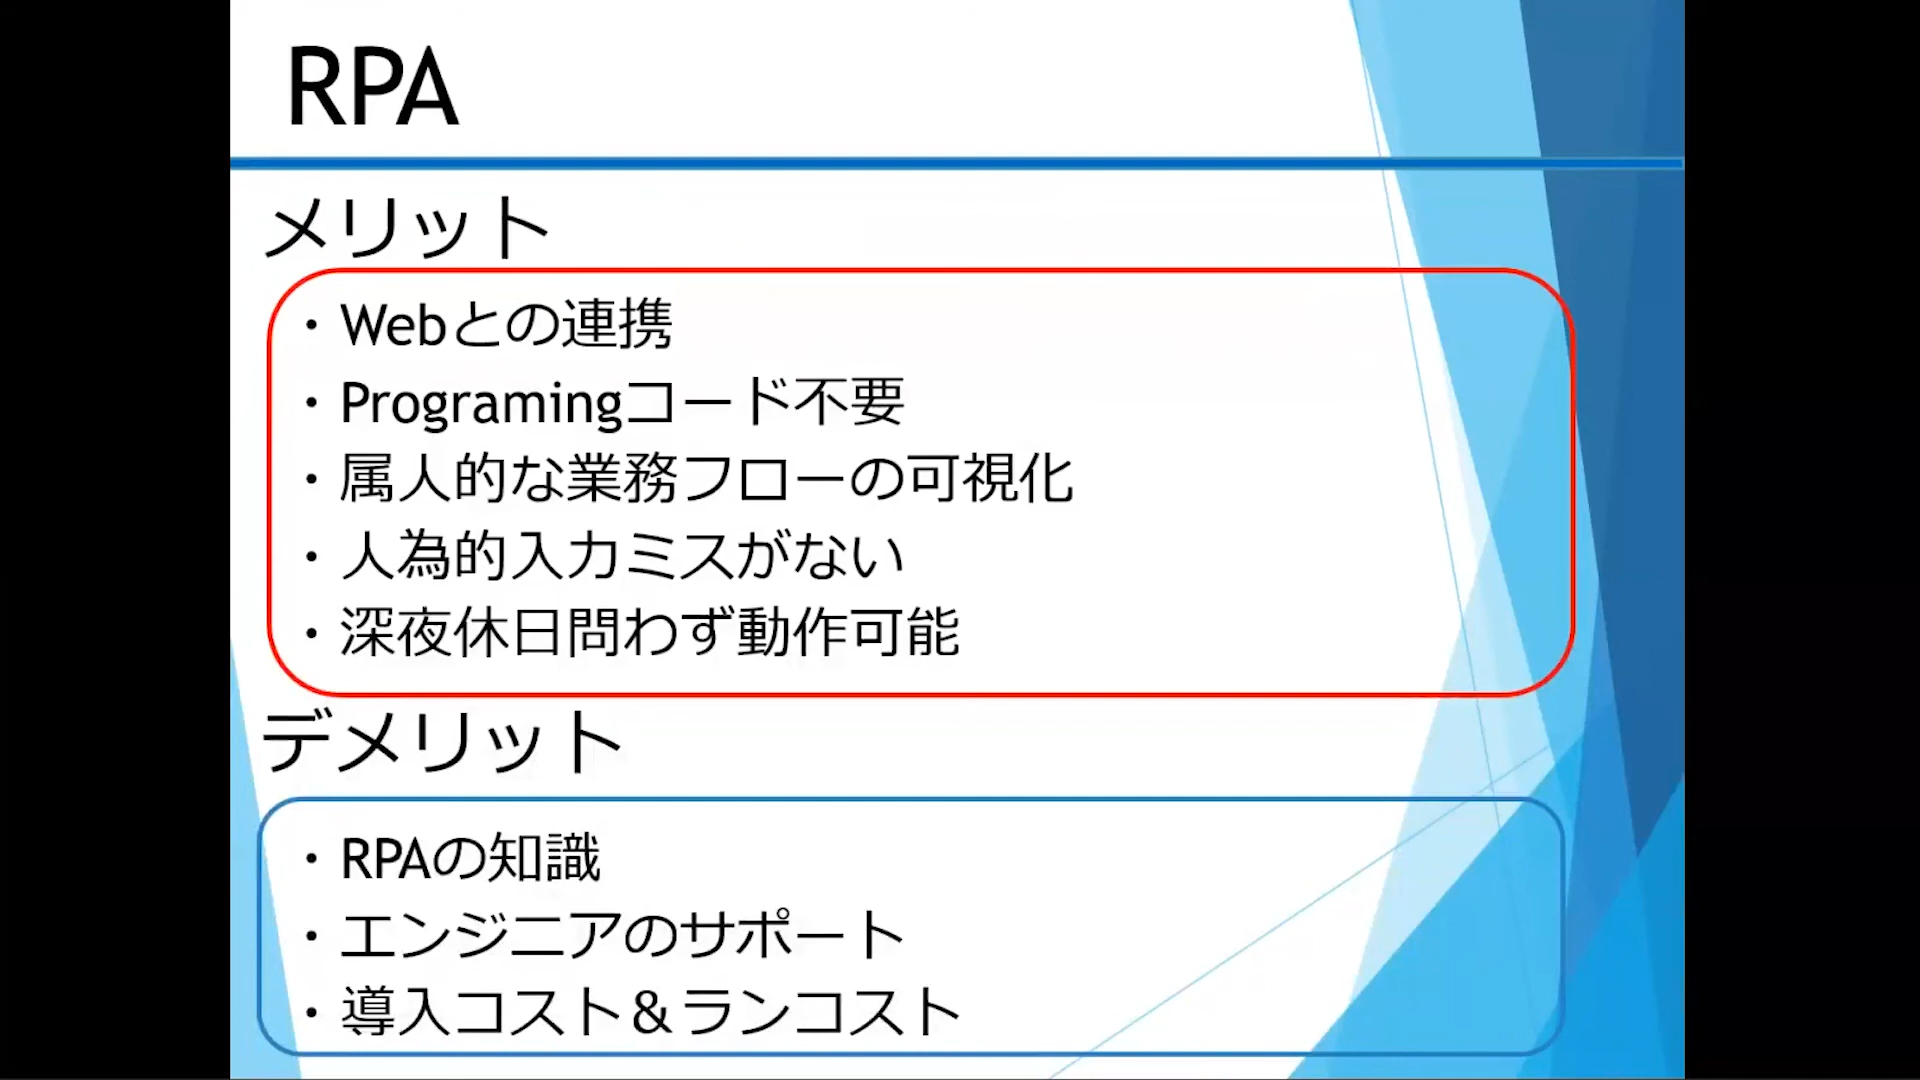 RPA
メリット
・Webとの連携
・Programingコード不要
・属人的な業務フローの可視化
・人為的入力ミスがない
・深夜休日問わず動作可能
デメリット
・RPAの知識
・エンジニアのサポート
・導入コスト＆ランコスト